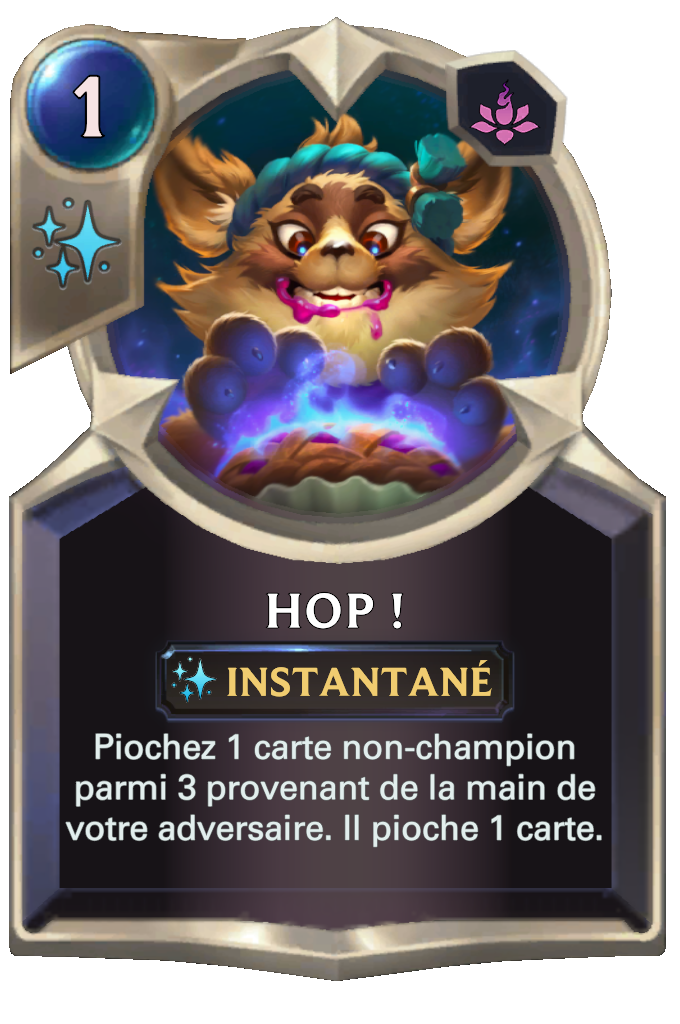 1
HOP !
INSTANTANÉ
Piochez 1 carte non-champion
parmi 3 provenant de la main de
votre adversaire. Il pioche 1 carte.